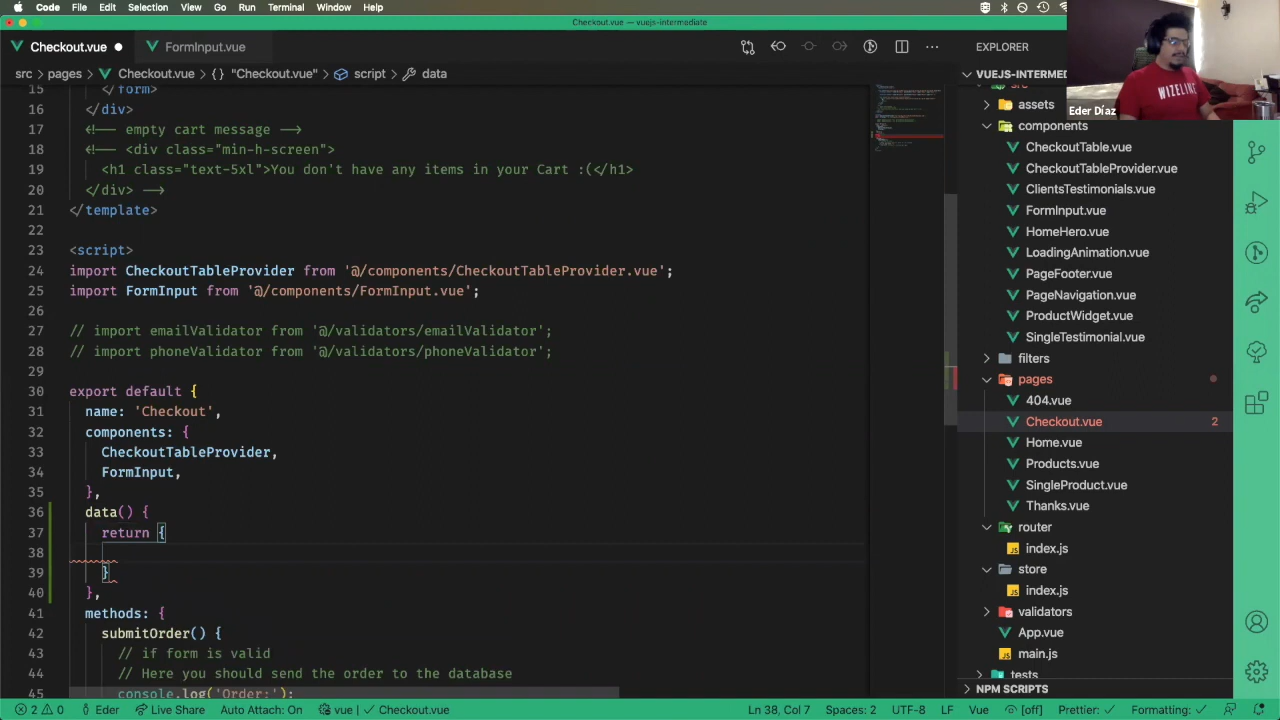 Code File Edit Selection View Go Run Terminal Window Help
Checkout.vue — vuejs-intermediate
Checkout.vue FormInput.vue
EXPLORER
src pages Checkout.vue {} "Checkout.vue" script data
15 </form>
16 </div>
17 <!-- empty cart message -->
18 <!-- <div class="min-h-screen">
19 <h1 class="text-5xl">You don't have any items in your Cart :(</h1>
20 </div> -->
21 </template>
22
23 <script>
24 import CheckoutTableProvider from '@/components/CheckoutTableProvider.vue';
25 import FormInput from '@/components/FormInput.vue';
26
27 // import emailValidator from '@/validators/emailValidator';
28 // import phoneValidator from '@/validators/phoneValidator';
29
30 export default {
31 name: 'Checkout',
32 components: {
33 CheckoutTableProvider,
34 FormInput,
35 },
36 data() {
37 return {
38
39 }
40 },
41 methods: {
42 submitOrder() {
43 // if form is valid
44 // Here you should send the order to the database
45 console.log('Order:');
WIZELINE
Eder Díaz
VUEJS-INTERM
src
assets
components
CheckoutTable.vue
CheckoutTableProvider.vue
ClientsTestimonials.vue
FormInput.vue
HomeHero.vue
LoadingAnimation.vue
PageFooter.vue
PageNavigation.vue
ProductWidget.vue
SingleTestimonial.vue
filters
pages
404.vue
Checkout.vue 2
Home.vue
Products.vue
SingleProduct.vue
Thanks.vue
router
index.js
store
index.js
validators
App.vue
main.js
tests
NPM SCRIPTS
2 0 Eder Live Share Auto Attach: On vue | ✓ Checkout.vue Ln 38, Col 7 Spaces: 2 UTF-8 LF Vue [off] Prettier: ✓ Formatting: ✓